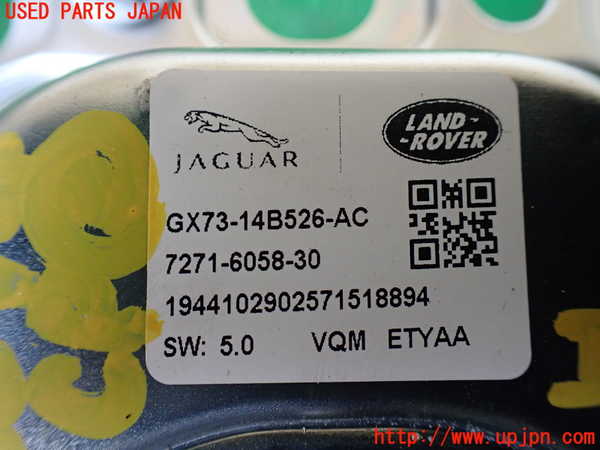 USED PARTS JAPAN
JAGUAR
LAND-
-ROVER
GX73-14B526-AC
7271-6058-30
1944102902571518894
SW: 5.0 VQM ETYAA
http://www.upjpn.com/